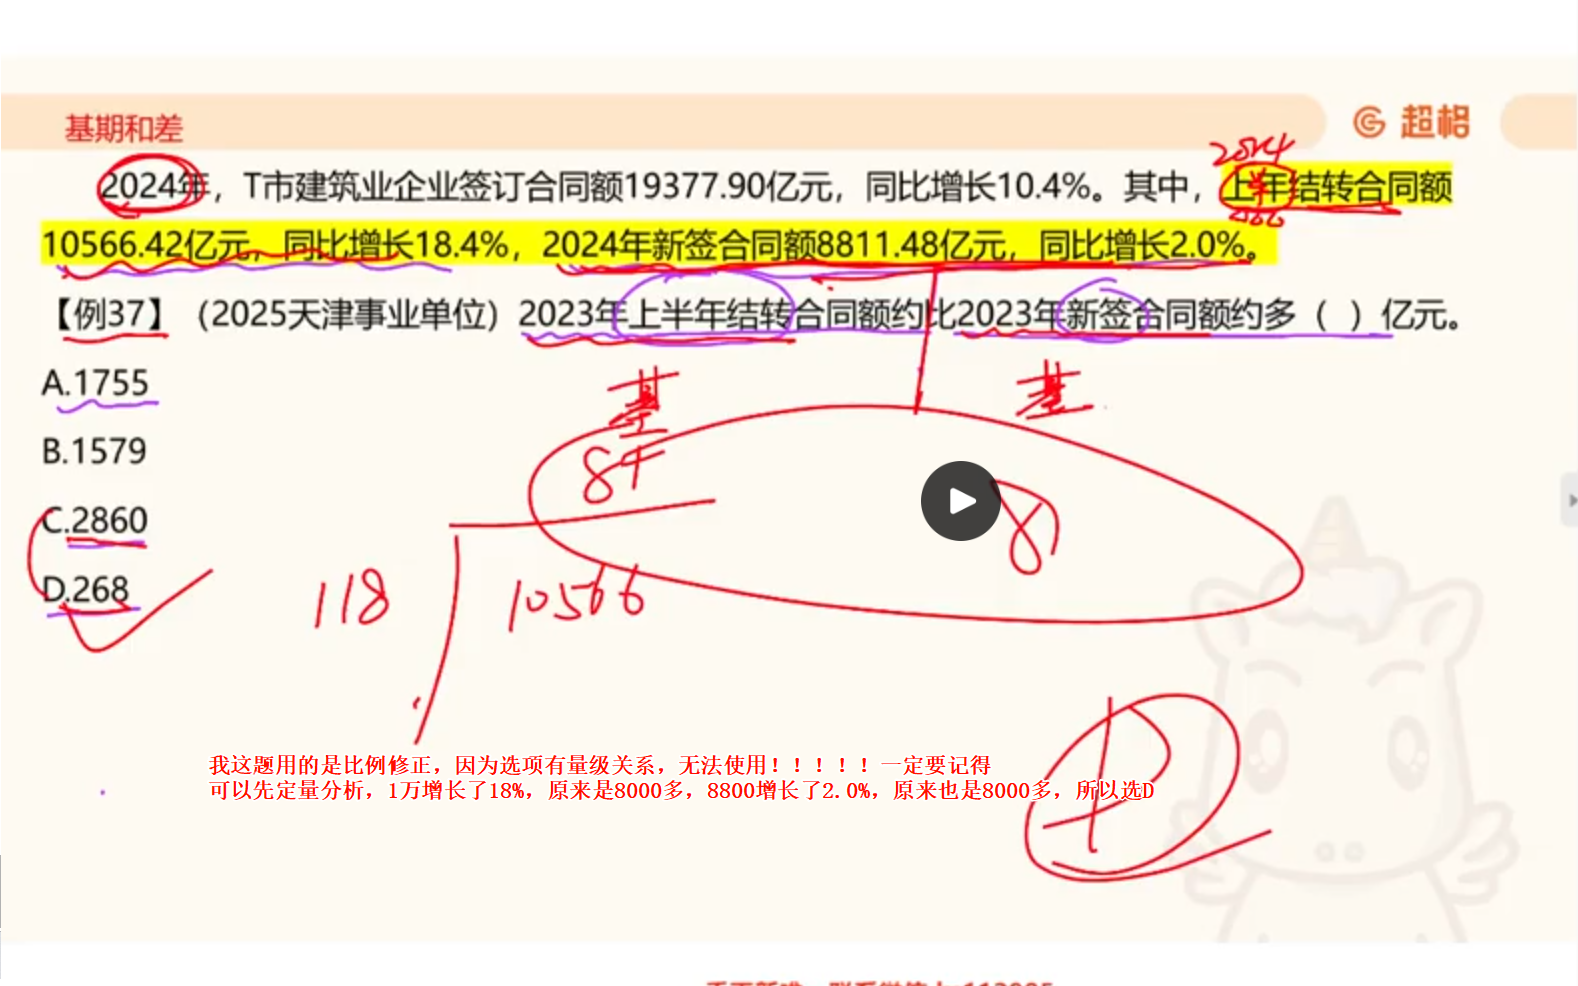 基期和差
超格
2024
2024年，T市建筑业企业签订合同额19377.90亿元，同比增长10.4%。其中，上年结转合同额
10566.42亿元，同比增长18.4%，2024年新签合同额8811.48亿元，同比增长2.0%。
【例37】（2025天津事业单位）2023年上半年结转合同额约比2023年新签合同额约多（ ）亿元。
A.1755
B.1579
C.2860
D.268
基
基
8千
8
118
10566
我这题用的是比例修正，因为选项有量级关系，无法使用！！！！！一定要记得
可以先定量分析，1万增长了18%，原来是8000多，8800增长了2.0%，原来也是8000多，所以选D
D